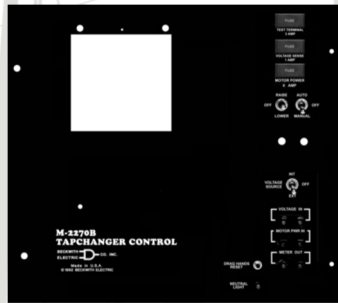 FUSE
TEST TERMINAL
3 AMP
FUSE
VOLTAGE SENSE
1 AMP
FUSE
MOTOR POWER
6 AMP
RAISE
OFF
LOWER
AUTO
OFF
MANUAL
INT
VOLTAGE
SOURCE
OFF
EXT
VOLTAGE IN
MOTOR PWR IN
METER OUT
M-2270B
TAPCHANGER CONTROL
BECKWITH
ELECTRIC
CO. INC.
Made in U.S.A.
© 1992 BECKWITH ELECTRIC
DRAG HANDS
RESET
NEUTRAL
LIGHT